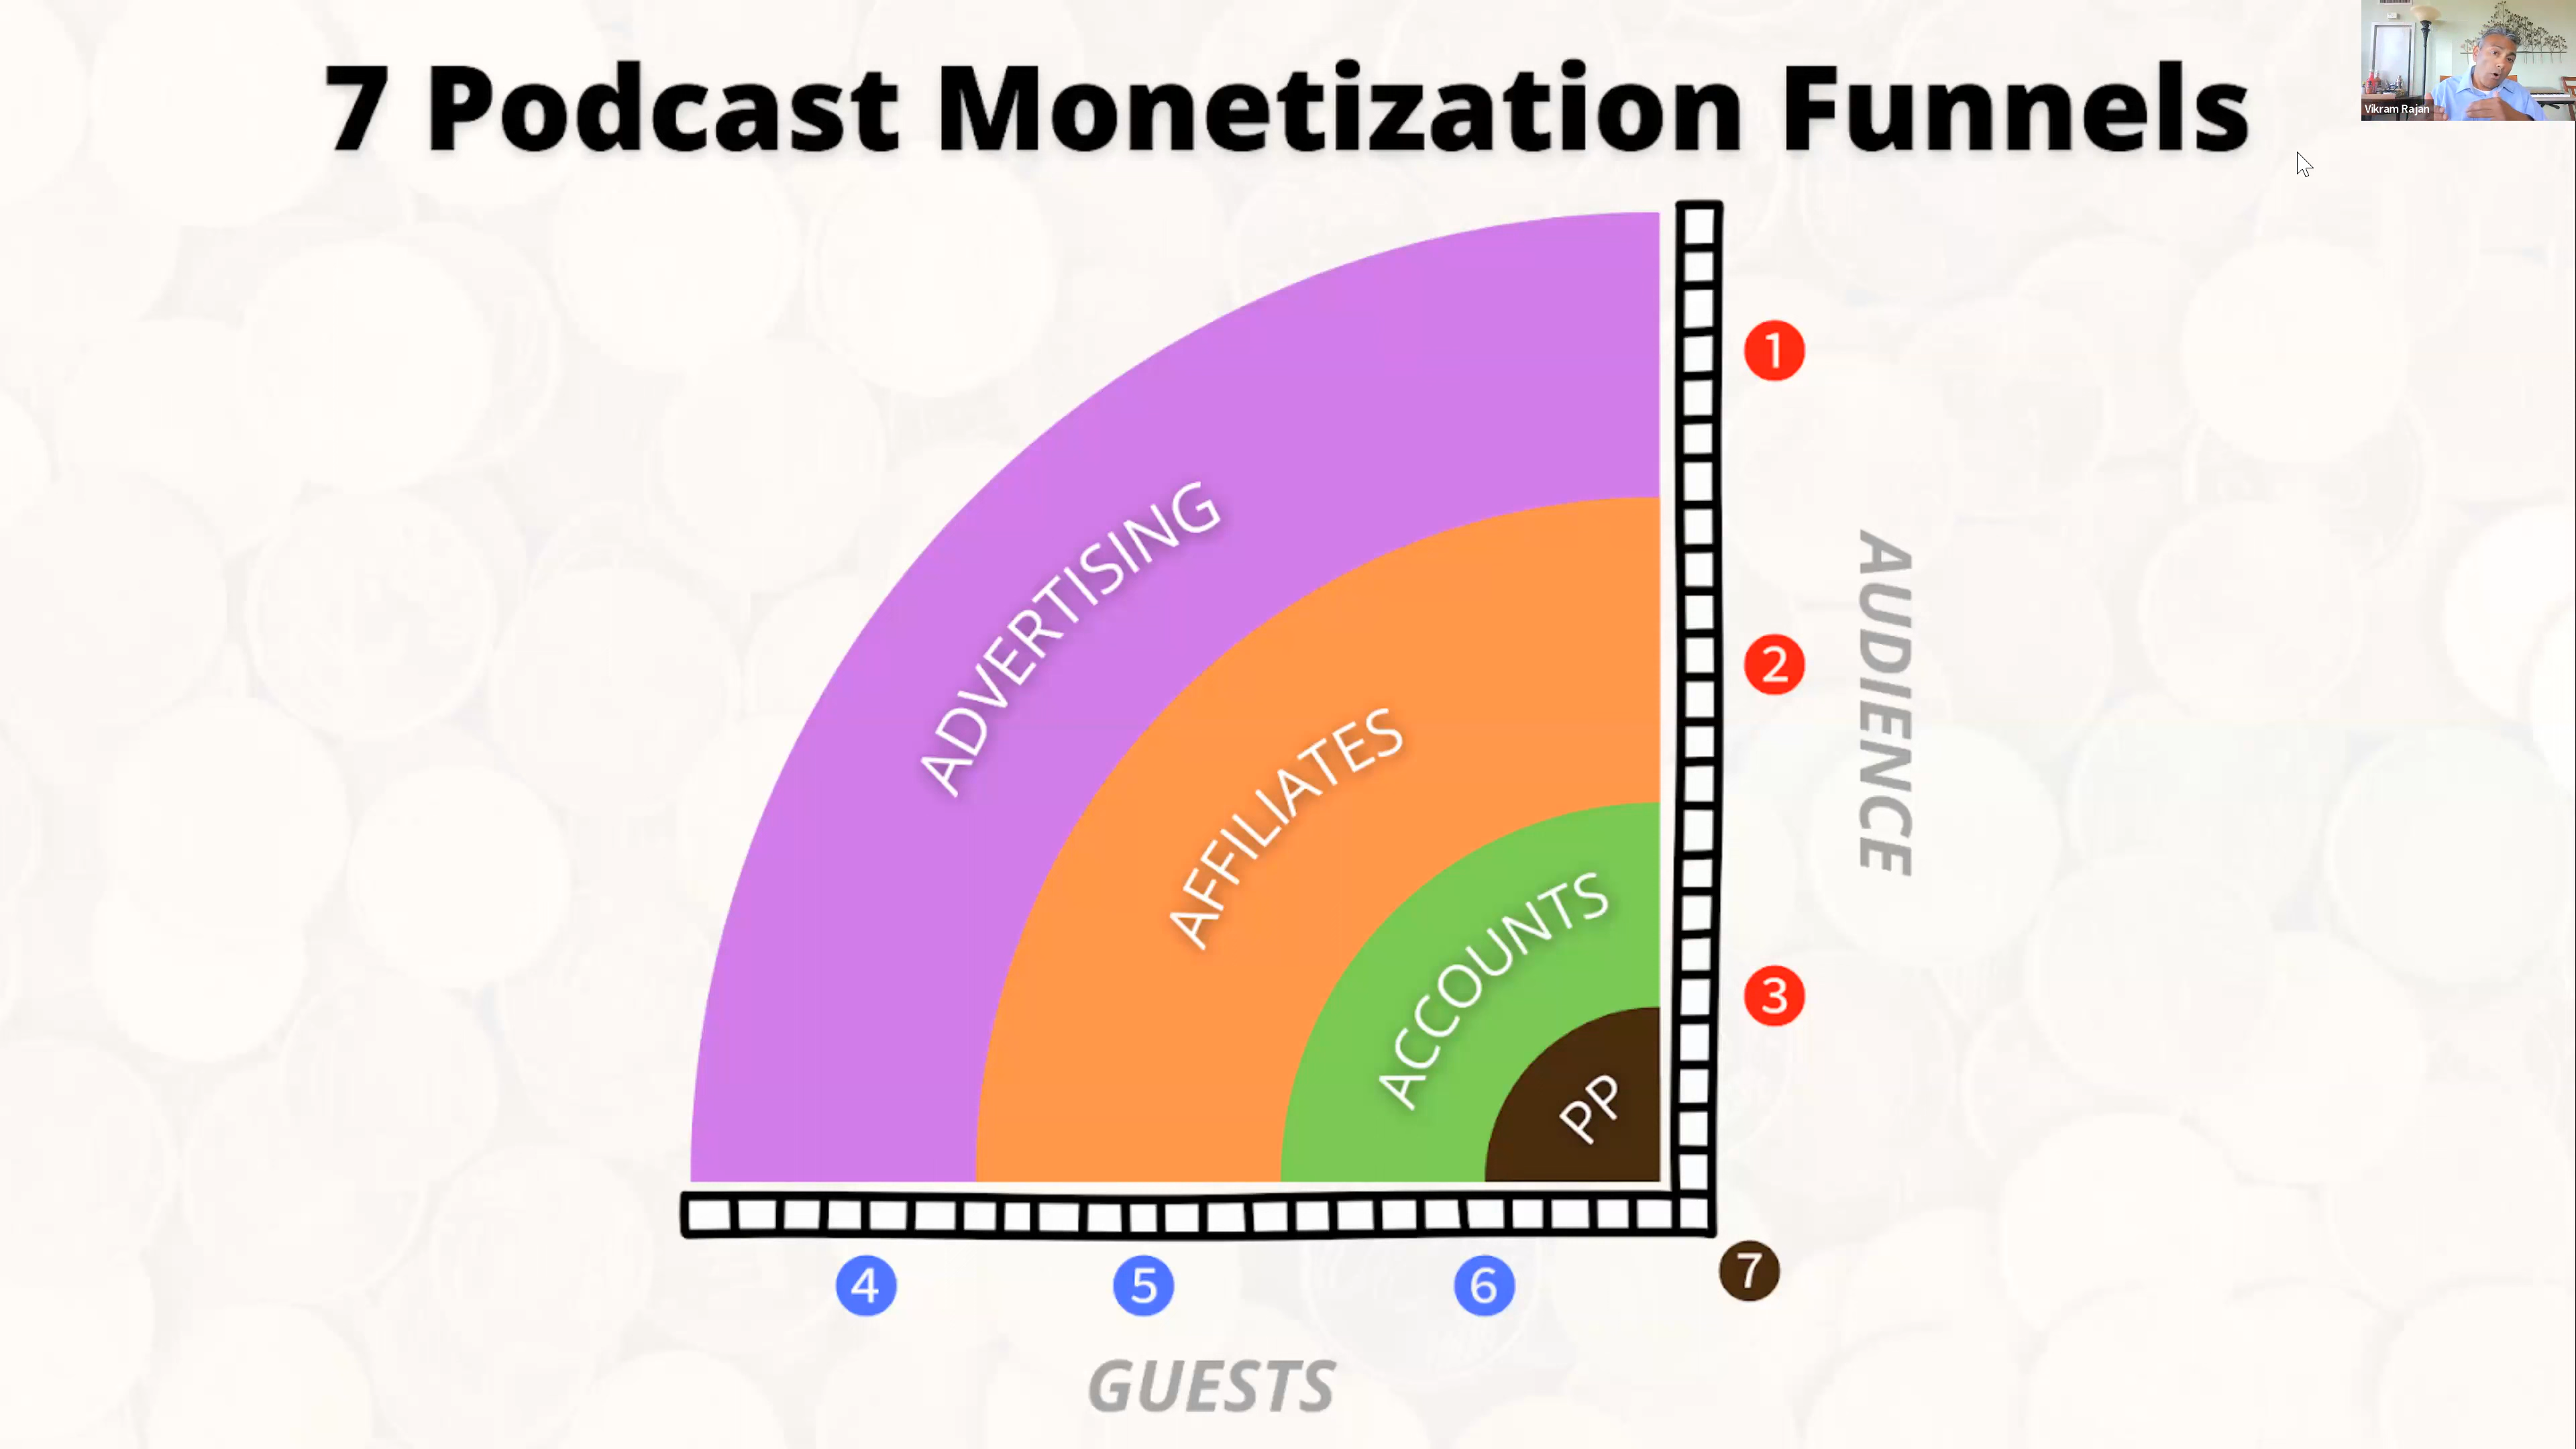 7 Podcast Monetization Funnels
Vikram Rajan
ADVERTISING
AFFILIATES
ACCOUNTS
PP
1
2
3
AUDIENCE
4
5
6
7
GUESTS